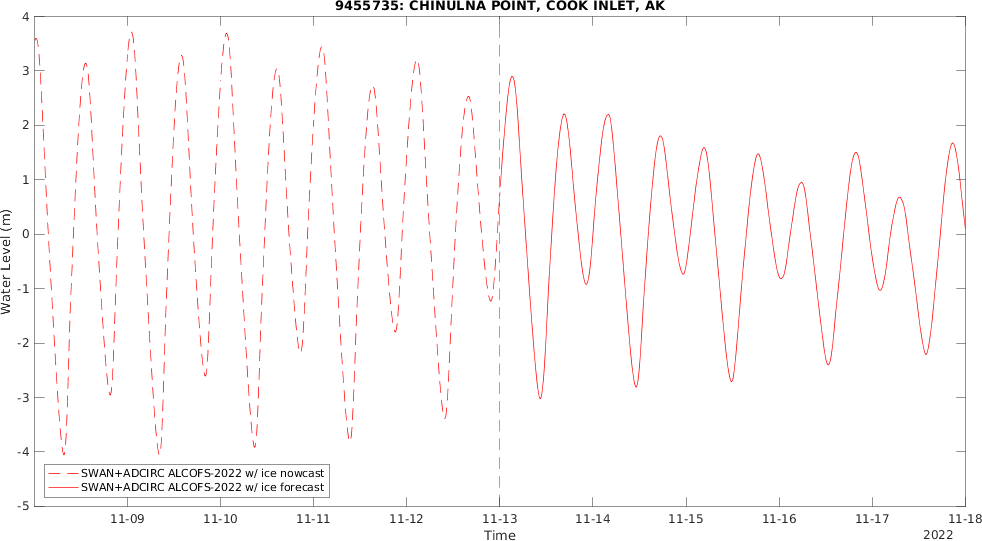 9455735: CHINULNA POINT, COOK INLET, AK
4
3
2
1
0
-1
-2
-3
-4
-5
Water Level (m)
SWAN+ADCIRC ALCOFS-2022 w/ ice nowcast
SWAN+ADCIRC ALCOFS-2022 w/ ice forecast
11-09 11-10 11-11 11-12 11-13 11-14 11-15 11-16 11-17 11-18
Time
2022